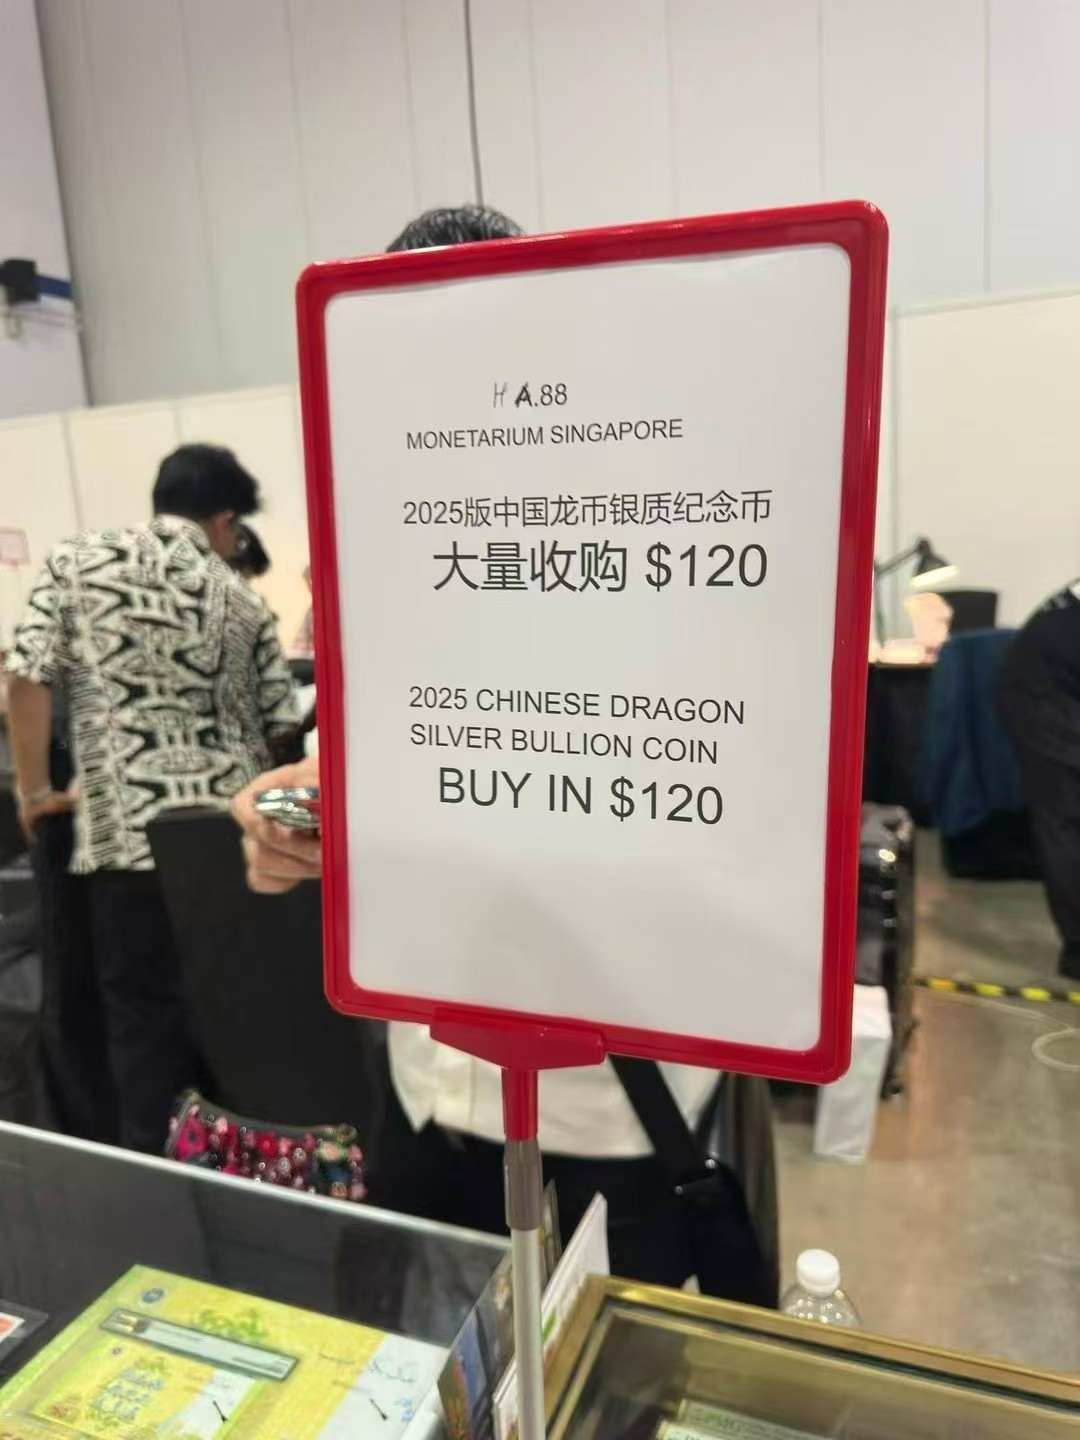 H A.88
MONETARIUM SINGAPORE
2025版中国龙币银质纪念币
大量收购 $120
2025 CHINESE DRAGON
SILVER BULLION COIN
BUY IN $120